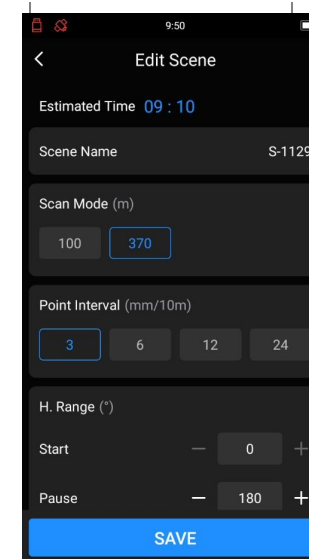 9:50
Edit Scene
Estimated Time 09 : 10
Scene Name S-1129
Scan Mode (m)
100 370
Point Interval (mm/10m)
3 6 12 24
H. Range (°)
Start − 0 +
Pause − 180 +
SAVE